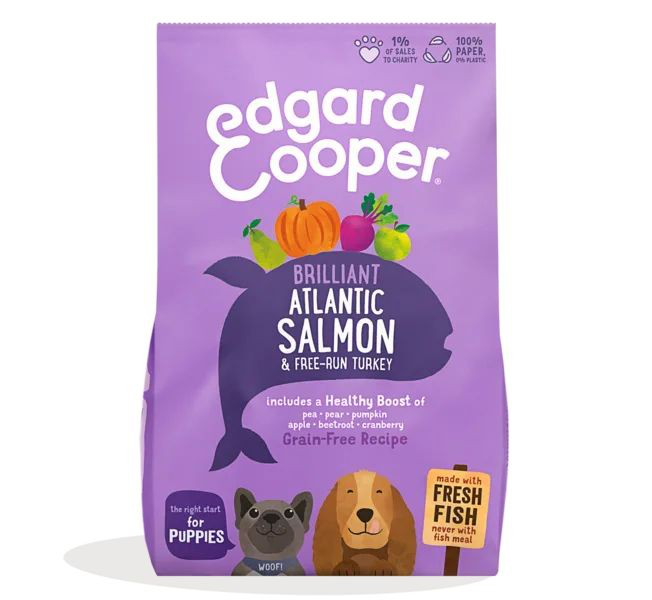 1%
OF SALES
TO CHARITY
100%
PAPER,
0% PLASTIC
edgard
Cooper®
BRILLIANT
ATLANTIC
SALMON
& FREE-RUN TURKEY
includes a Healthy Boost of
pea • pear • pumpkin
apple • beetroot • cranberry
Grain-Free Recipe
the right start
for
PUPPIES
WOOF!
made with
FRESH
FISH
never with
fish meal